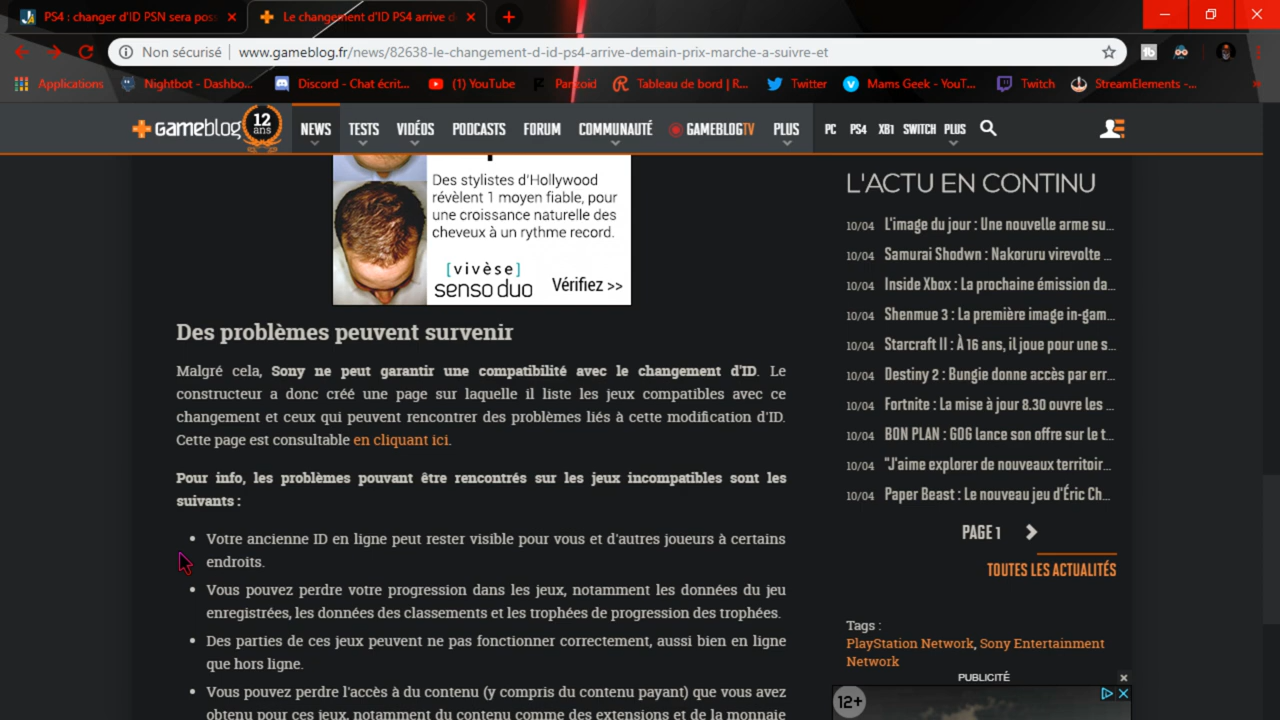 PS4 : changer d'ID PSN sera pos
Le changement d'ID PS4 arrive d
Non sécurisé
www.gameblog.fr/news/82638-le-changement-d-id-ps4-arrive-demain-prix-marche-a-suivre-et
Applications
Nightbot - Dashbo...
Discord - Chat écrit...
(1) YouTube
Tableau de bord | R...
Twitter
Mams Geek - YouT...
Twitch
StreamElements -...
gameblog
12
ans
NEWS
TESTS
VIDÉOS
PODCASTS
FORUM
COMMUNAUTÉ
GAMEBLOGTV
PLUS
PC
PS4
XB1
SWITCH
PLUS
Des stylistes d'Hollywood
révèlent 1 moyen fiable, pour
une croissance naturelle des
cheveux à un rythme record.
[vivèse]
senso duo
Vérifiez >>
Des problèmes peuvent survenir
Malgré cela, Sony ne peut garantir une compatibilité avec le changement d'ID. Le
constructeur a donc créé une page sur laquelle il liste les jeux compatibles avec ce
changement et ceux qui peuvent rencontrer des problèmes liés à cette modification d'ID.
Cette page est consultable en cliquant ici.
Pour info, les problèmes pouvant être rencontrés sur les jeux incompatibles sont les
suivants :
• Votre ancienne ID en ligne peut rester visible pour vous et d'autres joueurs à certains
endroits.
• Vous pouvez perdre votre progression dans les jeux, notamment les données du jeu
enregistrées, les données des classements et les trophées de progression des trophées.
• Des parties de ces jeux peuvent ne pas fonctionner correctement, aussi bien en ligne
que hors ligne.
• Vous pouvez perdre l'accès à du contenu (y compris du contenu payant) que vous avez
obtenu pour ces jeux, notamment du contenu comme des extensions et de la monnaie
L'ACTU EN CONTINU
10/04 L'image du jour : Une nouvelle arme su...
10/04 Samurai Shodwn : Nakoruru virevolte ...
10/04 Inside Xbox : La prochaine émission da...
10/04 Shenmue 3 : La première image in-gam...
10/04 Starcraft II : À 16 ans, il joue pour une s...
10/04 Destiny 2 : Bungie donne accès par err...
10/04 Fortnite : La mise à jour 8.30 ouvre les ...
10/04 BON PLAN : GOG lance son offre sur le t...
10/04 "J'aime explorer de nouveaux territoir...
10/04 Paper Beast : Le nouveau jeu d'Éric Ch...
PAGE 1
TOUTES LES ACTUALITÉS
Tags :
PlayStation Network, Sony Entertainment
Network
PUBLICITÉ
12+